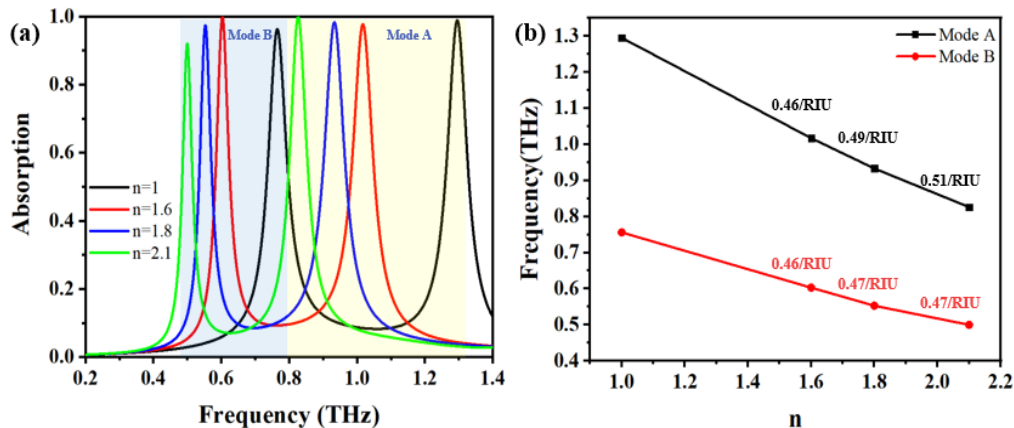 (a)
Mode B
Mode A
1.0
0.8
0.6
0.4
0.2
0.0
Absorption
n=1
n=1.6
n=1.8
n=2.1
0.2
0.4
0.6
0.8
1.0
1.2
1.4
Frequency (THz)
(b)
Mode A
Mode B
1.3
1.2
1.1
1.0
0.9
0.8
0.7
0.6
0.5
0.4
Frequency(THz)
0.46/RIU
0.49/RIU
0.51/RIU
0.46/RIU
0.47/RIU
0.47/RIU
1.0
1.2
1.4
1.6
1.8
2.0
2.2
n